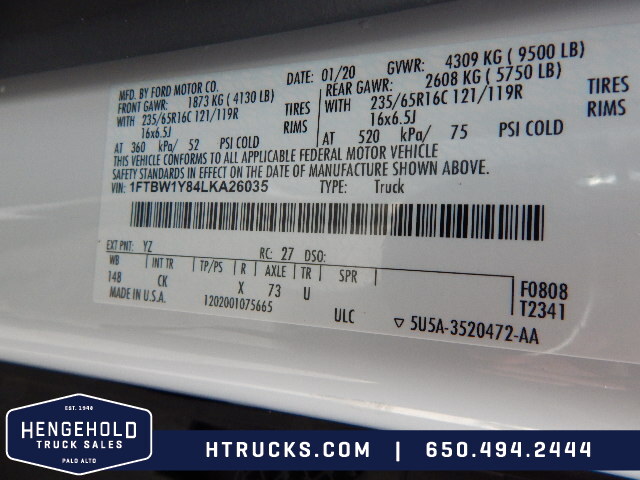 MFD. BY FORD MOTOR CO.
DATE: 01/20 GVWR: 4309 KG ( 9500 LB)
FRONT GAWR: 1873 KG ( 4130 LB) REAR GAWR: 2608 KG ( 5750 LB)
WITH 235/65R16C 121/119R TIRES WITH 235/65R16C 121/119R TIRES
16x6.5J RIMS 16x6.5J RIMS
AT 360 kPa/ 52 PSI COLD AT 520 kPa/ 75 PSI COLD
THIS VEHICLE CONFORMS TO ALL APPLICABLE FEDERAL MOTOR VEHICLE
SAFETY STANDARDS IN EFFECT ON THE DATE OF MANUFACTURE SHOWN ABOVE.
VIN: 1FTBW1Y84LKA26035 TYPE: Truck
EXT PNT: YZ RC: 27 DSO:
WB INT TR TP/PS R AXLE TR SPR
148 CK X 73 U
F0808
T2341
MADE IN U.S.A. 1202001075665 ULC 5U5A-3520472-AA
EST. 1940
HENGEHOLD
TRUCK SALES
PALO ALTO
HTRUCKS.COM | 650.494.2444